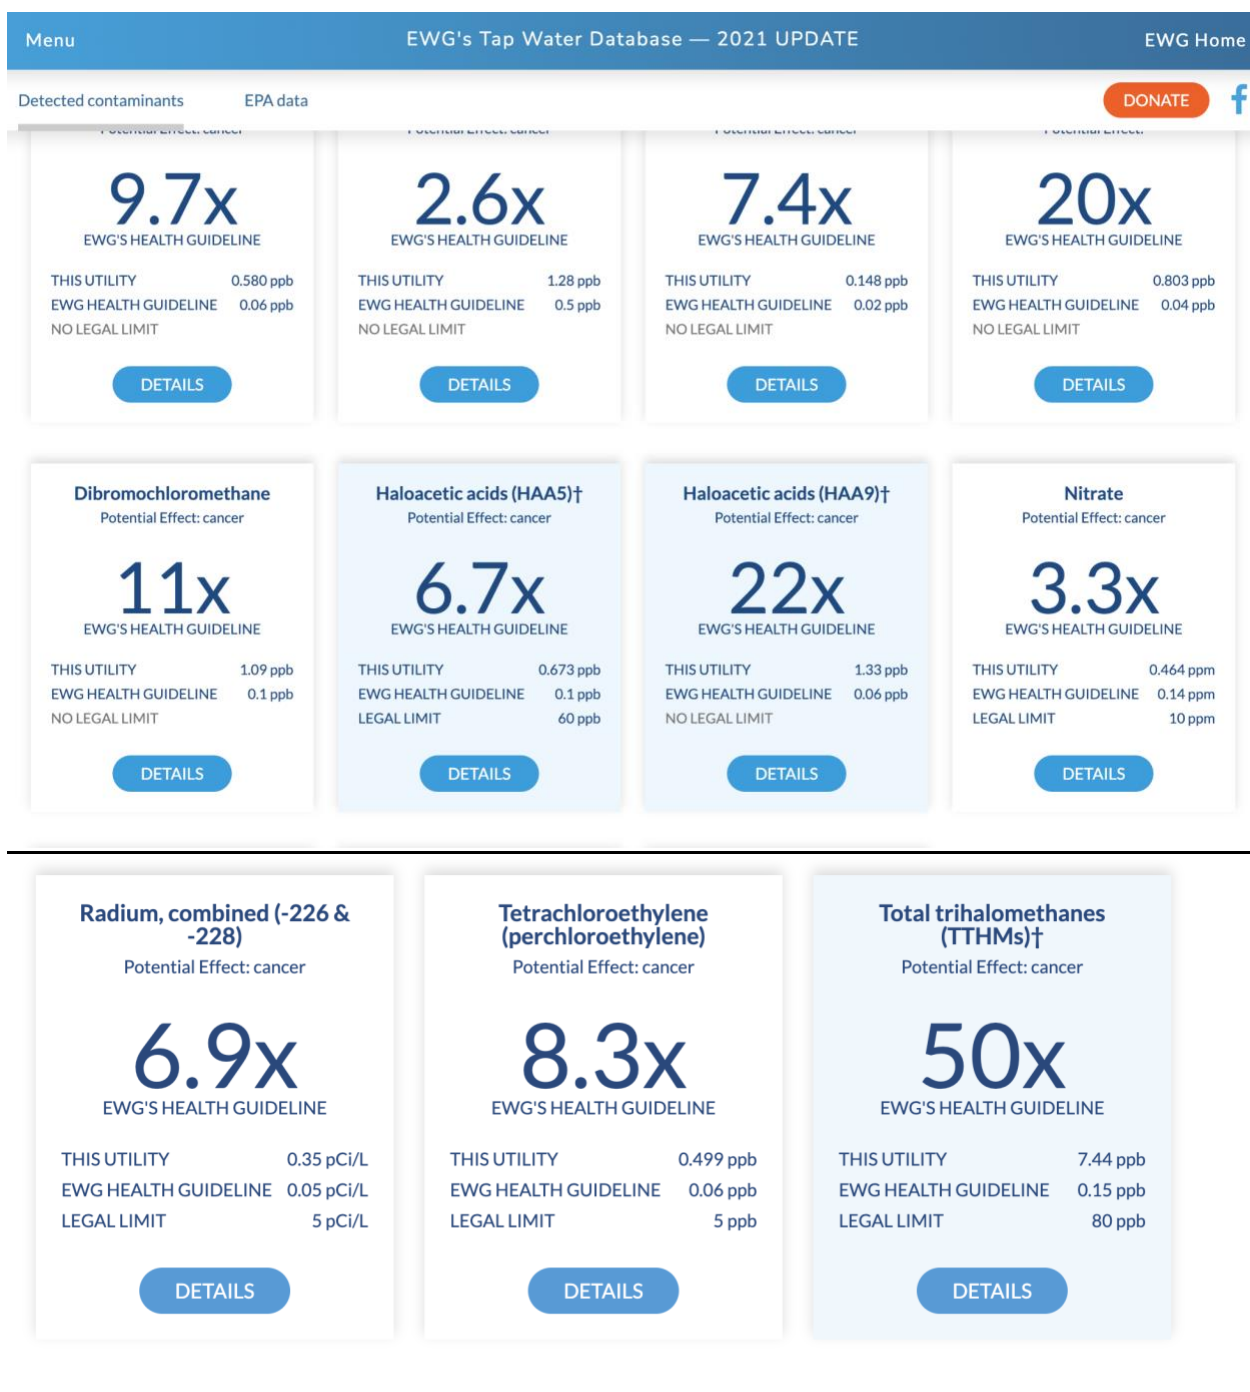 Menu
EWG's Tap Water Database — 2021 UPDATE
EWG Home
Detected contaminants
EPA data
DONATE
Potential Effect: cancer
Potential Effect: cancer
Potential Effect: cancer
Potential Effect:
9.7x
EWG'S HEALTH GUIDELINE
THIS UTILITY 0.580 ppb
EWG HEALTH GUIDELINE 0.06 ppb
NO LEGAL LIMIT
DETAILS
2.6x
EWG'S HEALTH GUIDELINE
THIS UTILITY 1.28 ppb
EWG HEALTH GUIDELINE 0.5 ppb
NO LEGAL LIMIT
DETAILS
7.4x
EWG'S HEALTH GUIDELINE
THIS UTILITY 0.148 ppb
EWG HEALTH GUIDELINE 0.02 ppb
NO LEGAL LIMIT
DETAILS
20x
EWG'S HEALTH GUIDELINE
THIS UTILITY 0.803 ppb
EWG HEALTH GUIDELINE 0.04 ppb
NO LEGAL LIMIT
DETAILS
Dibromochloromethane
Potential Effect: cancer
11x
EWG'S HEALTH GUIDELINE
THIS UTILITY 1.09 ppb
EWG HEALTH GUIDELINE 0.1 ppb
NO LEGAL LIMIT
DETAILS
Haloacetic acids (HAA5)†
Potential Effect: cancer
6.7x
EWG'S HEALTH GUIDELINE
THIS UTILITY 0.673 ppb
EWG HEALTH GUIDELINE 0.1 ppb
LEGAL LIMIT 60 ppb
DETAILS
Haloacetic acids (HAA9)†
Potential Effect: cancer
22x
EWG'S HEALTH GUIDELINE
THIS UTILITY 1.33 ppb
EWG HEALTH GUIDELINE 0.06 ppb
NO LEGAL LIMIT
DETAILS
Nitrate
Potential Effect: cancer
3.3x
EWG'S HEALTH GUIDELINE
THIS UTILITY 0.464 ppm
EWG HEALTH GUIDELINE 0.14 ppm
LEGAL LIMIT 10 ppm
DETAILS
Radium, combined (-226 &
-228)
Potential Effect: cancer
6.9x
EWG'S HEALTH GUIDELINE
THIS UTILITY 0.35 pCi/L
EWG HEALTH GUIDELINE 0.05 pCi/L
LEGAL LIMIT 5 pCi/L
DETAILS
Tetrachloroethylene
(perchloroethylene)
Potential Effect: cancer
8.3x
EWG'S HEALTH GUIDELINE
THIS UTILITY 0.499 ppb
EWG HEALTH GUIDELINE 0.06 ppb
LEGAL LIMIT 5 ppb
DETAILS
Total trihalomethanes
(TTHMs)†
Potential Effect: cancer
50x
EWG'S HEALTH GUIDELINE
THIS UTILITY 7.44 ppb
EWG HEALTH GUIDELINE 0.15 ppb
LEGAL LIMIT 80 ppb
DETAILS